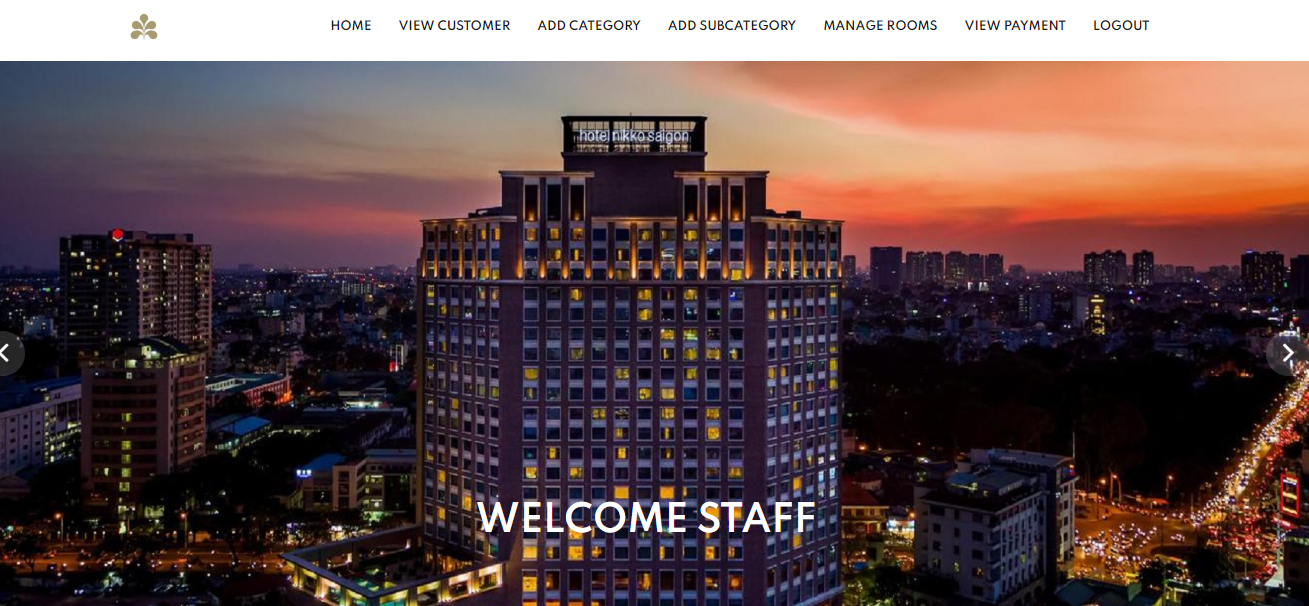 HOME VIEW CUSTOMER ADD CATEGORY ADD SUBCATEGORY MANAGE ROOMS VIEW PAYMENT LOGOUT
hotel nikko saigon
WELCOME STAFF